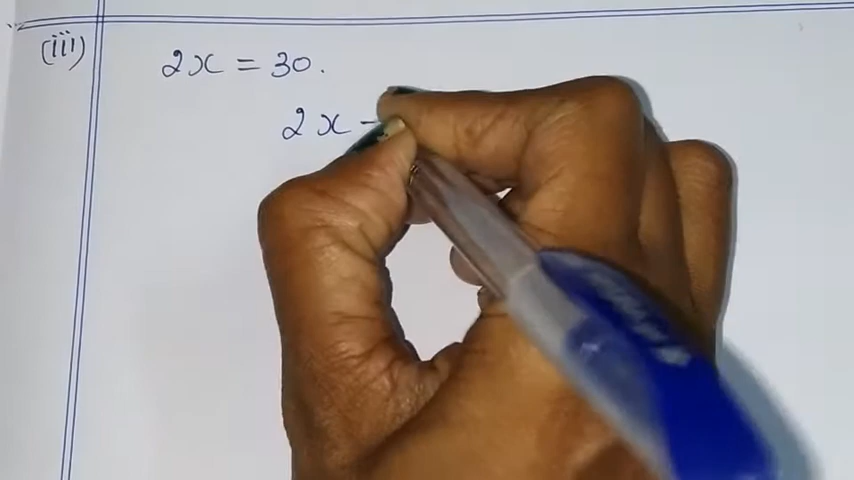 (iii) 2x = 30.
2x -